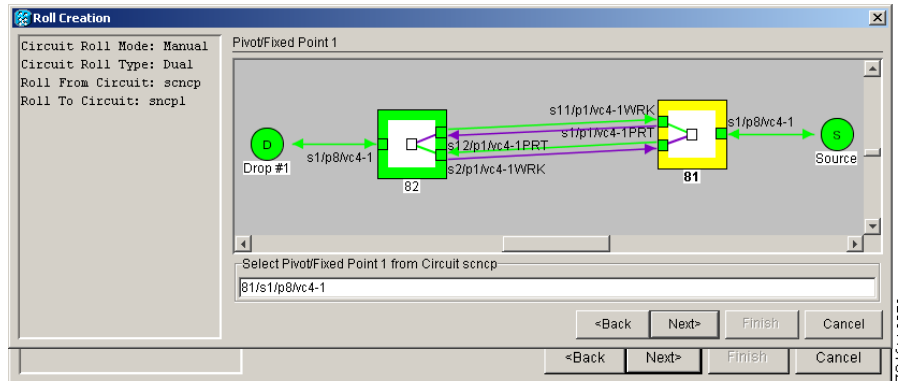 Roll Creation
Circuit Roll Mode: Manual
Circuit Roll Type: Dual
Roll From Circuit: scncp
Roll To Circuit: sncpl
Pivot/Fixed Point 1
s11/p1/vc4-1WRK
s1/p1/vc4-1PRT
s1/p8/vc4-1
D
S
s1/p8/vc4-1
s12/p1/vc4-1PRT
Drop #1
Source
s2/p1/vc4-1WRK
81
82
Select Pivot/Fixed Point 1 from Circuit scncp
81/s1/p8/vc4-1
<Back
Next>
Finish
Cancel
<Back
Next>
Finish
Cancel